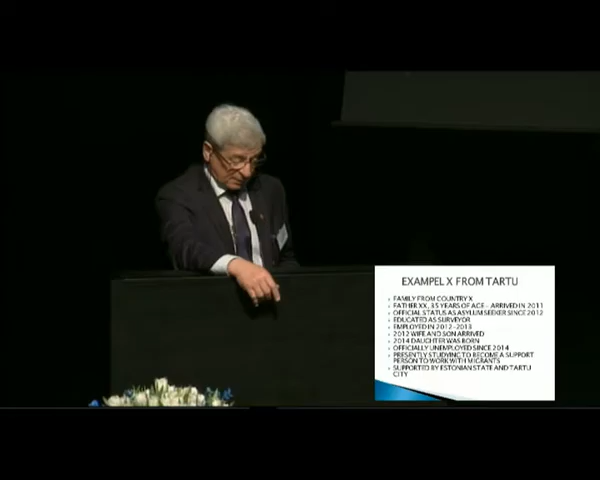 EXAMPEL X FROM TARTU
FAMILY FROM COUNTRY X
FATHER XX, 35 YEARS OF AGE – ARRIVED IN 2011
OFFICIAL STATUS AS ASYLUM SEEKER SINCE 2012
EDUCATED AS SURVEYOR
EMPLOYED IN 2012-2013
2012 WIFE AND SON ARRIVED
2014 DAUGHTER WAS BORN
OFFICIALLY UNEMPLOYED SINCE 2014
PRESENTLY STUDYING TO BECOME A SUPPORT
PERSON TO WORK WITH MIGRANTS
SUPPORTED BY ESTONIAN STATE AND TARTU
CITY